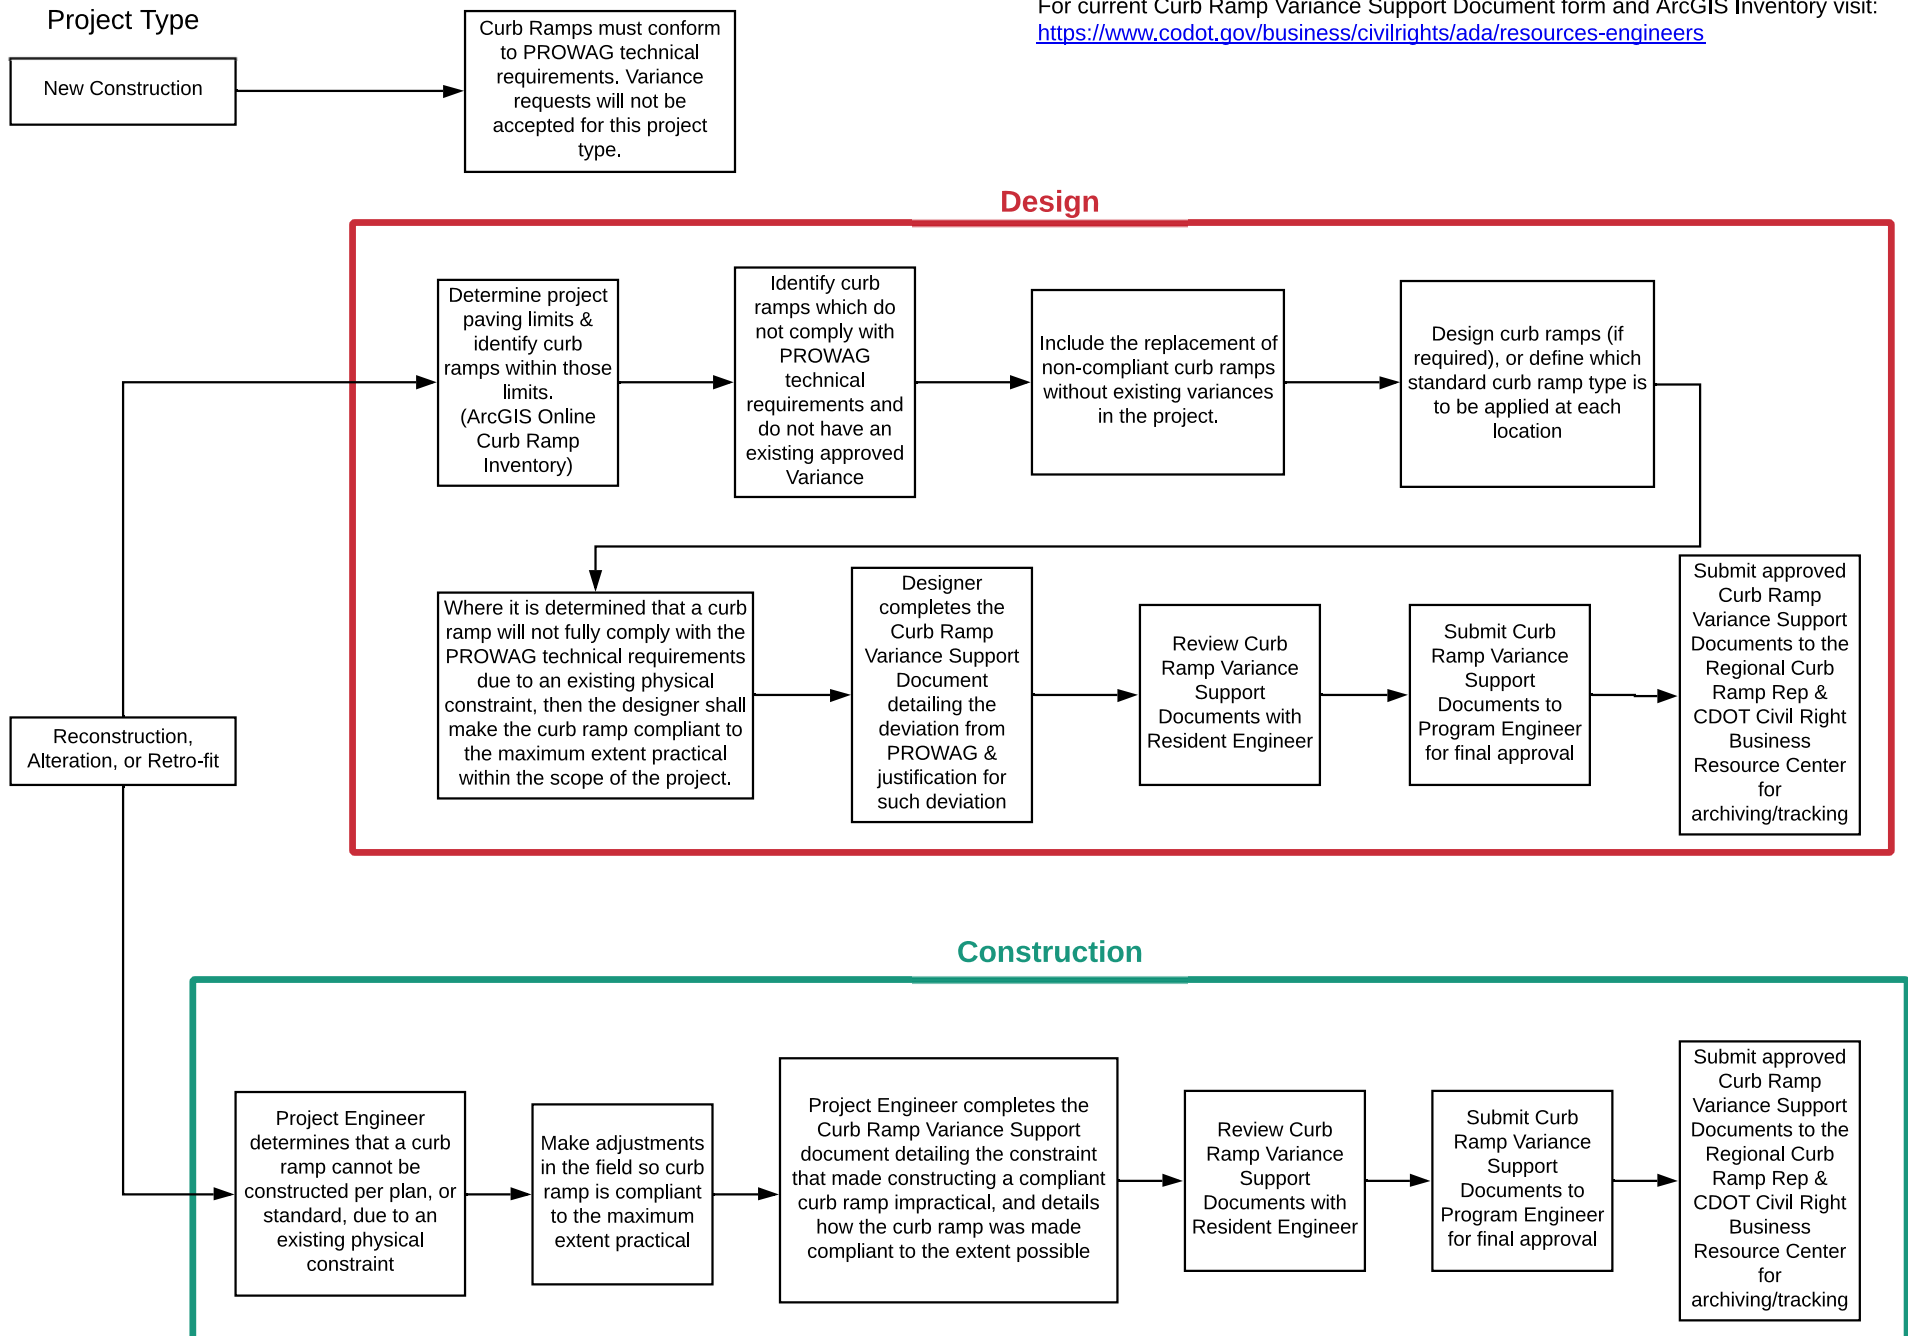 Project Type
For current Curb Ramp Variance Support Document form and ArcGIS Inventory visit:
https://www.codot.gov/business/civilrights/ada/resources-engineers
New Construction
Curb Ramps must conform
to PROWAG technical
requirements. Variance
requests will not be
accepted for this project
type.
Design
Determine project
paving limits &
identify curb
ramps within those
limits.
(ArcGIS Online
Curb Ramp
Inventory)
Identify curb
ramps which do
not comply with
PROWAG
technical
requirements and
do not have an
existing approved
Variance
Include the replacement of
non-compliant curb ramps
without existing variances
in the project.
Design curb ramps (if
required), or define which
standard curb ramp type is
to be applied at each
location
Where it is determined that a curb
ramp will not fully comply with the
PROWAG technical requirements
due to an existing physical
constraint, then the designer shall
make the curb ramp compliant to
the maximum extent practical
within the scope of the project.
Designer
completes the
Curb Ramp
Variance Support
Document
detailing the
deviation from
PROWAG &
justification for
such deviation
Review Curb
Ramp Variance
Support
Documents with
Resident Engineer
Submit Curb
Ramp Variance
Support
Documents to
Program Engineer
for final approval
Submit approved
Curb Ramp
Variance Support
Documents to the
Regional Curb
Ramp Rep &
CDOT Civil Right
Business
Resource Center
for
archiving/tracking
Reconstruction,
Alteration, or Retro-fit
Construction
Project Engineer
determines that a curb
ramp cannot be
constructed per plan, or
standard, due to an
existing physical
constraint
Make adjustments
in the field so curb
ramp is compliant
to the maximum
extent practical
Project Engineer completes the
Curb Ramp Variance Support
document detailing the constraint
that made constructing a compliant
curb ramp impractical, and details
how the curb ramp was made
compliant to the extent possible
Review Curb
Ramp Variance
Support
Documents with
Resident Engineer
Submit Curb
Ramp Variance
Support
Documents to
Program Engineer
for final approval
Submit approved
Curb Ramp
Variance Support
Documents to the
Regional Curb
Ramp Rep &
CDOT Civil Right
Business
Resource Center
for
archiving/tracking